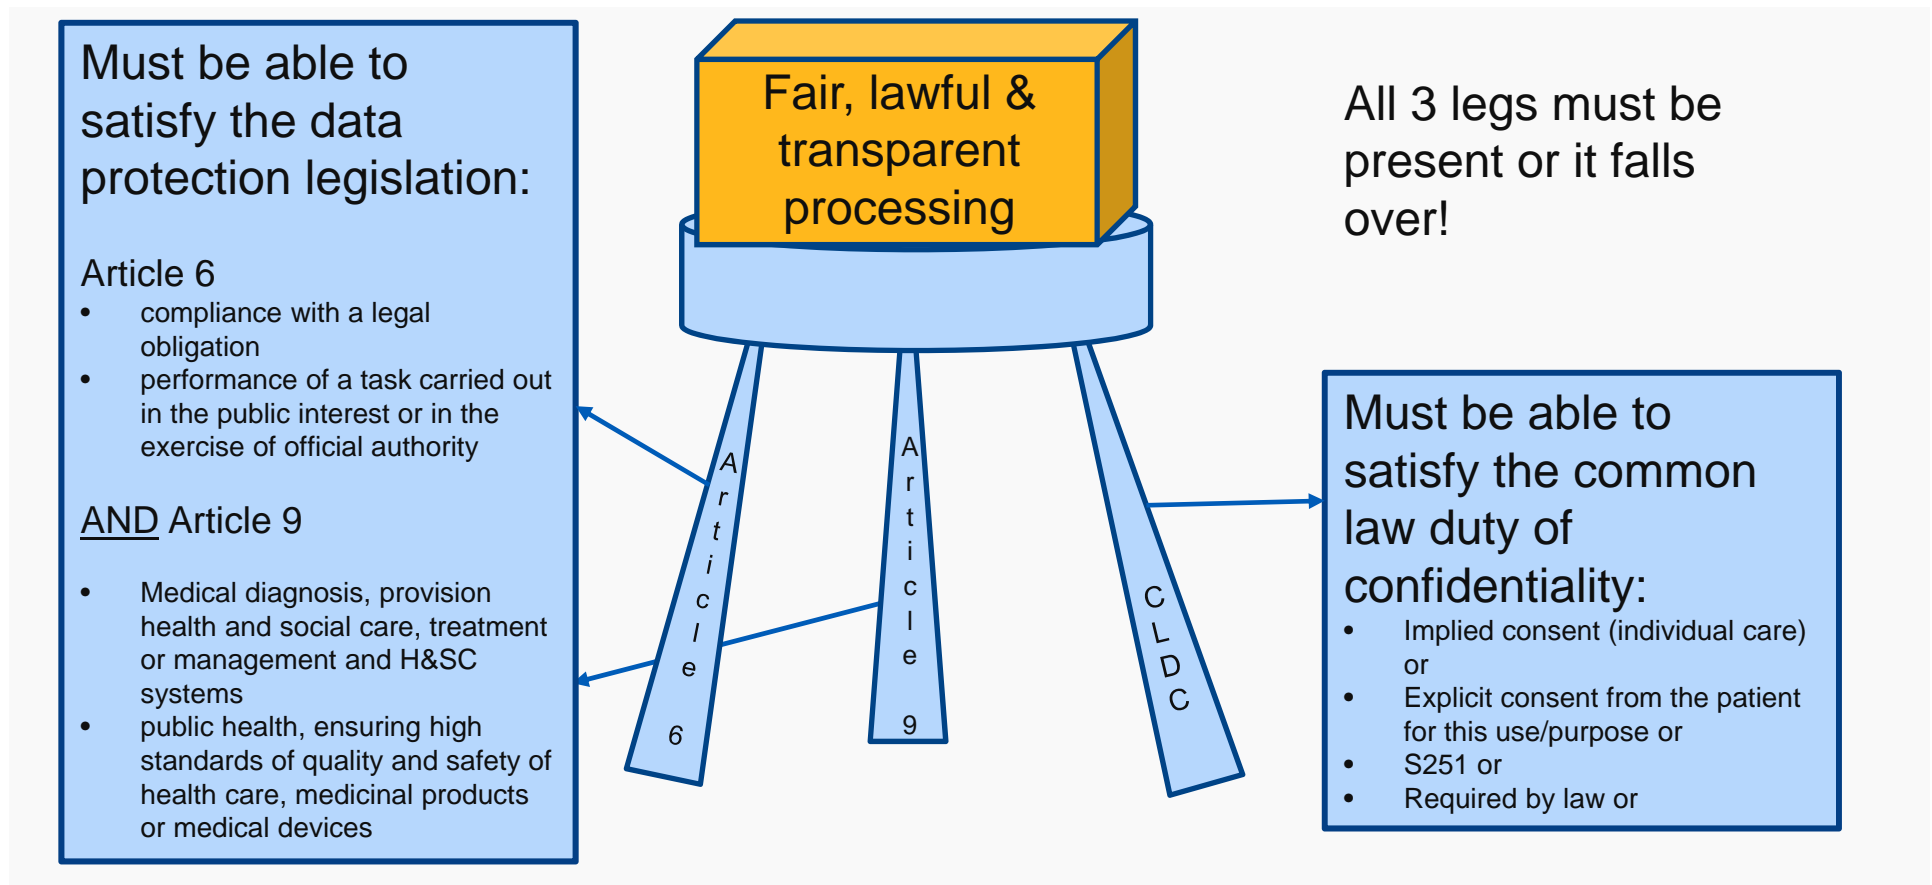 Must be able to
satisfy the data
protection legislation:
Article 6
• compliance with a legal
obligation
• performance of a task carried out
in the public interest or in the
exercise of official authority
AND Article 9
• Medical diagnosis, provision
health and social care, treatment
or management and H&SC
systems
• public health, ensuring high
standards of quality and safety of
health care, medicinal products
or medical devices
Fair, lawful &
transparent
processing
Article 6
Article 9
CLDC
All 3 legs must be
present or it falls
over!
Must be able to
satisfy the common
law duty of
confidentiality:
• Implied consent (individual care)
or
• Explicit consent from the patient
for this use/purpose or
• S251 or
• Required by law or